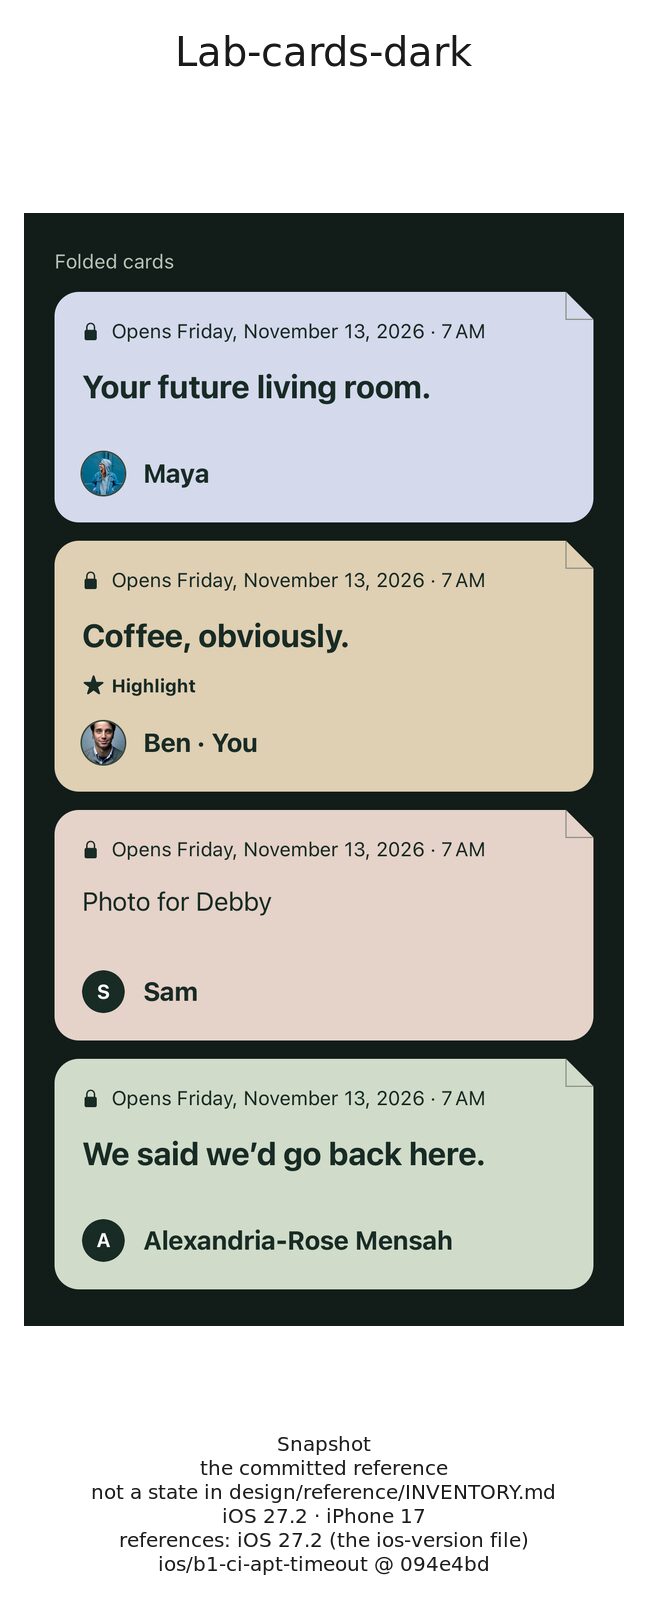 Lab-cards-dark
Folded cards
Opens Friday, November 13, 2026 · 7 AM
Your future living room.
Maya
Opens Friday, November 13, 2026 · 7 AM
Coffee, obviously.
Highlight
Ben · You
Opens Friday, November 13, 2026 · 7 AM
Photo for Debby
S
Sam
Opens Friday, November 13, 2026 · 7 AM
We said we’d go back here.
A
Alexandria-Rose Mensah
Snapshot
the committed reference
not a state in design/reference/INVENTORY.md
iOS 27.2 · iPhone 17
references: iOS 27.2 (the ios-version file)
ios/b1-ci-apt-timeout @ 094e4bd